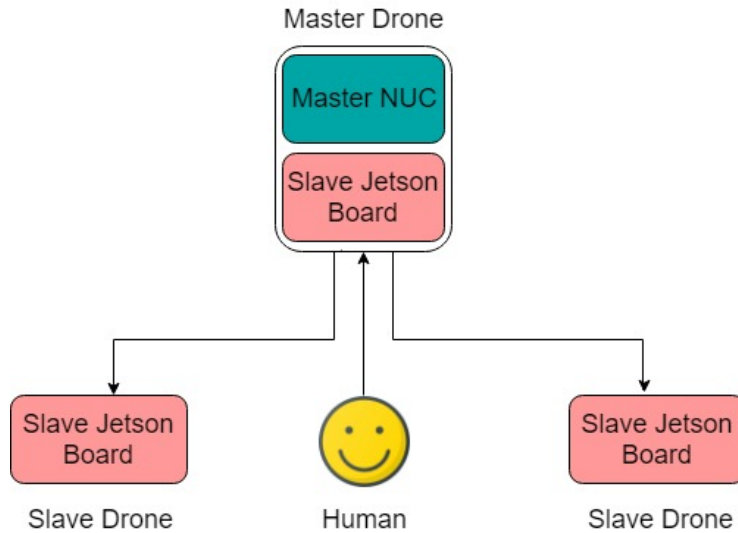 Master Drone
Master NUC
Slave Jetson
Board
Slave Jetson
Board
Slave Jetson
Board
Slave Drone
Human
Slave Drone